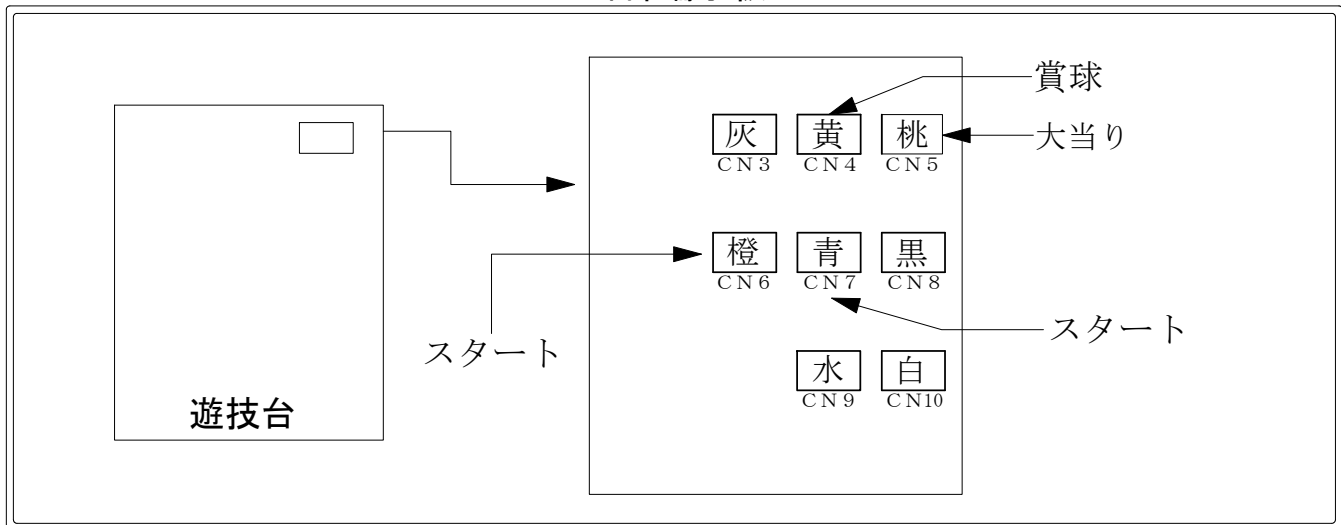 賞球
灰 黄 桃
大当り
CN3 CN4 CN5
橙 青 黒
CN6 CN7 CN8
スタート
スタート
水 白
CN9 CN10
遊技台